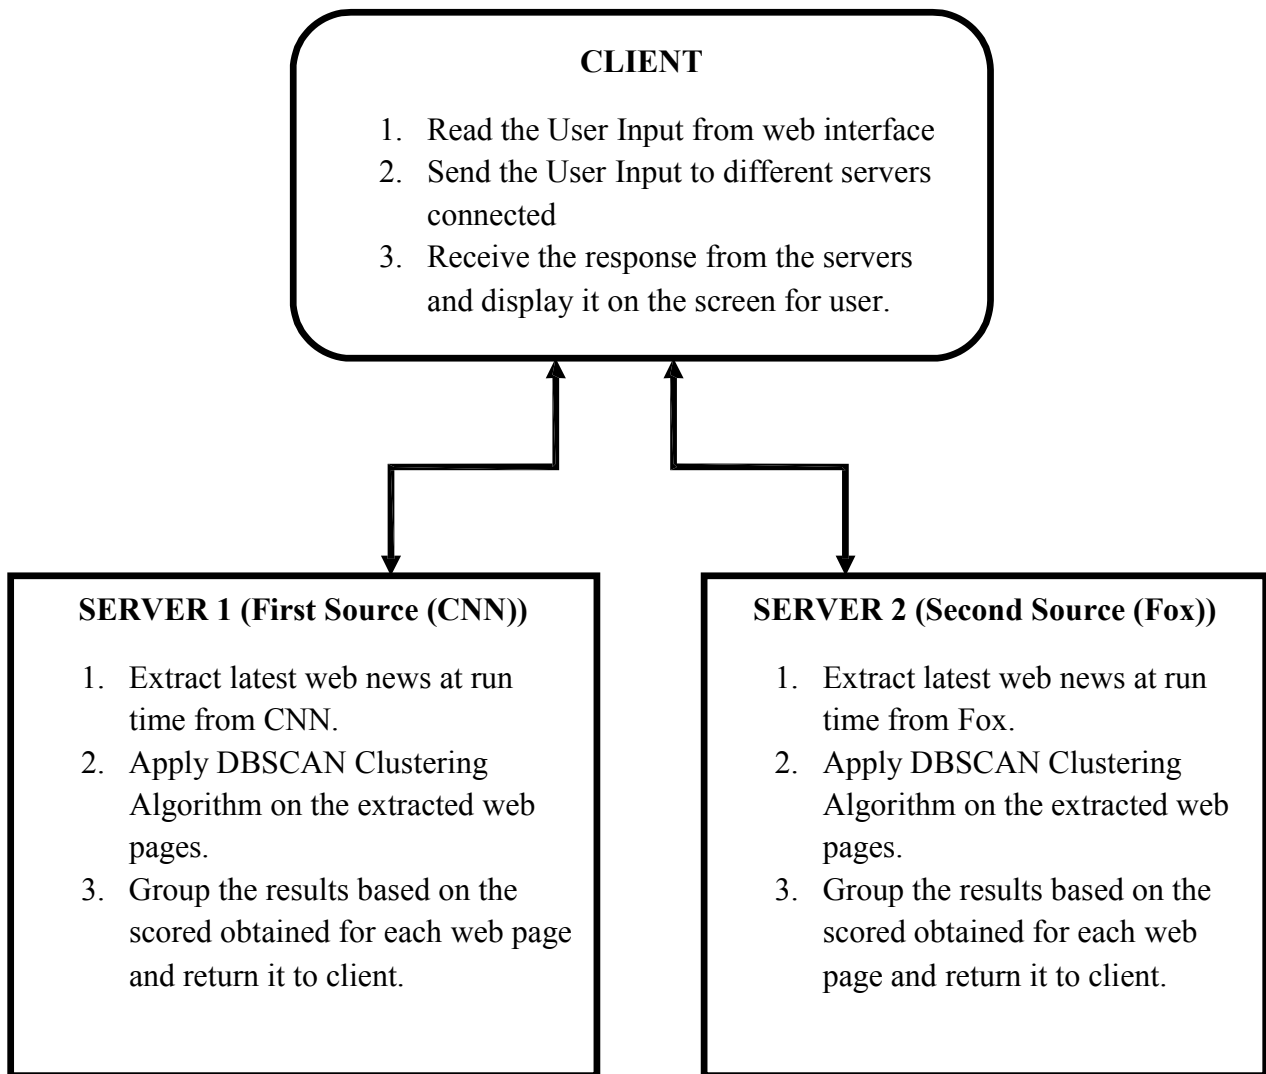 CLIENT
1. Read the User Input from web interface
2. Send the User Input to different servers
connected
3. Receive the response from the servers
and display it on the screen for user.
SERVER 1 (First Source (CNN))
1. Extract latest web news at run
time from CNN.
2. Apply DBSCAN Clustering
Algorithm on the extracted web
pages.
3. Group the results based on the
scored obtained for each web page
and return it to client.
SERVER 2 (Second Source (Fox))
1. Extract latest web news at run
time from Fox.
2. Apply DBSCAN Clustering
Algorithm on the extracted web
pages.
3. Group the results based on the
scored obtained for each web
page and return it to client.